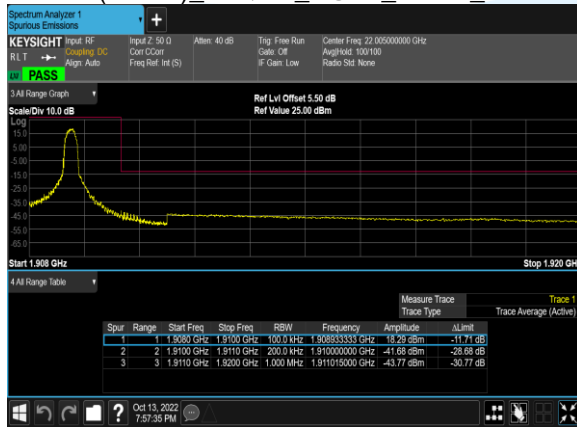 Spectrum Analyzer 1
Spurious Emissions
+
KEYSIGHT Input: RF Input Z: 50 Ω Atten: 40 dB Trig: Free Run Center Freq: 22.005000000 GHz
R L T Coupling: DC Corr CCorr Gate: Off Avg|Hold: 100/100
Align: Auto Freq Ref: Int (S) IF Gain: Low Radio Std: None
LW PASS
3 All Range Graph
Ref Lvl Offset 5.50 dB
Scale/Div 10.0 dB Ref Value 25.00 dBm
Log
15.0
5.00
-5.00
-15.0
-25.0
-35.0
-45.0
-55.0
-65.0
Start 1.908 GHz Stop 1.920 GH
4 All Range Table
Measure Trace Trace 1
Trace Type Trace Average (Active)
Spur Range Start Freq Stop Freq RBW Frequency Amplitude ΔLimit
1 1 1.9080 GHz 1.9100 GHz 100.0 kHz 1.908933333 GHz 18.29 dBm -11.71 dB
2 2 1.9100 GHz 1.9110 GHz 200.0 kHz 1.910000000 GHz -41.68 dBm -28.68 dB
3 3 1.9110 GHz 1.9200 GHz 1.000 MHz 1.911015000 GHz -43.77 dBm -30.77 dB
? Oct 13, 2022
7:57:35 PM